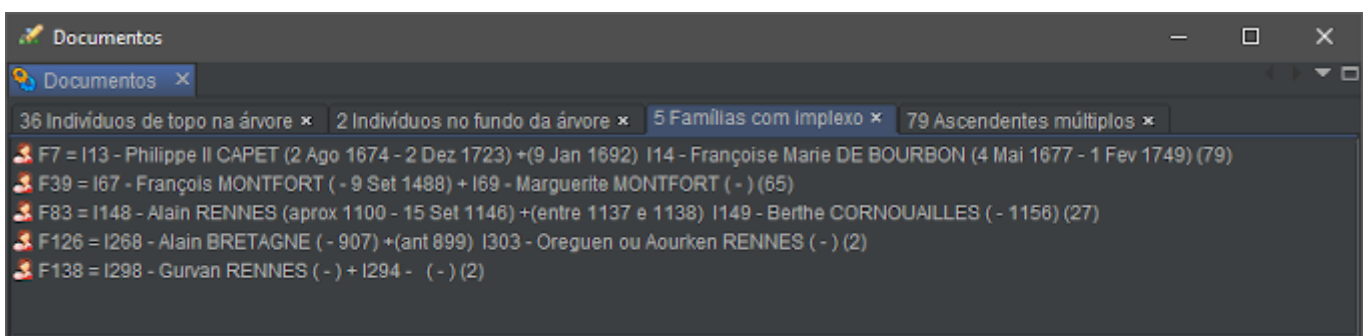 Documentos
Documentos
36 Indivíduos de topo na árvore × 2 Indivíduos no fundo da árvore × 5 Famílias com implexo × 79 Ascendentes múltiplos ×
F7 = I13 - Philippe II CAPET (2 Ago 1674 - 2 Dez 1723) +(9 Jan 1692) I14 - Françoise Marie DE BOURBON (4 Mai 1677 - 1 Fev 1749) (79)
F39 = I67 - François MONTFORT ( - 9 Set 1488) + I69 - Marguerite MONTFORT ( - ) (65)
F83 = I148 - Alain RENNES (aprox 1100 - 15 Set 1146) +(entre 1137 e 1138) I149 - Berthe CORNOUAILLES ( - 1156) (27)
F126 = I268 - Alain BRETAGNE ( - 907) +(ant 899) I303 - Oreguen ou Aourken RENNES ( - ) (2)
F138 = I298 - Gurvan RENNES ( - ) + I294 - ( - ) (2)